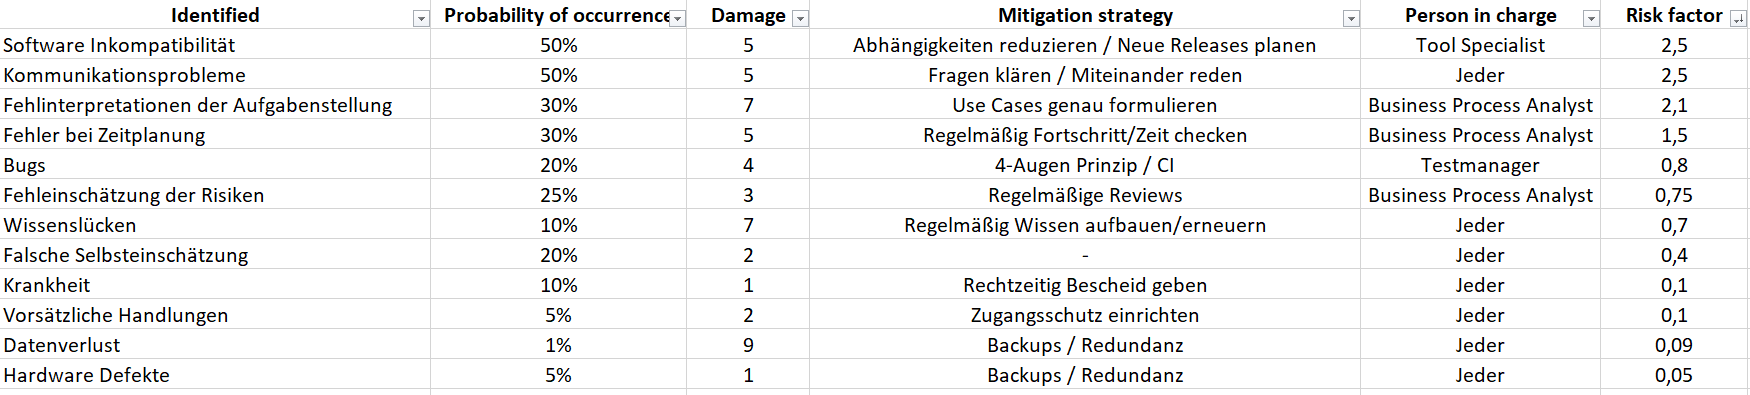 Identified Probability of occurrence Damage Mitigation strategy Person in charge Risk factor
Software Inkompatibilität 50% 5 Abhängigkeiten reduzieren / Neue Releases planen Tool Specialist 2,5
Kommunikationsprobleme 50% 5 Fragen klären / Miteinander reden Jeder 2,5
Fehlinterpretationen der Aufgabenstellung 30% 7 Use Cases genau formulieren Business Process Analyst 2,1
Fehler bei Zeitplanung 30% 5 Regelmäßig Fortschritt/Zeit checken Business Process Analyst 1,5
Bugs 20% 4 4-Augen Prinzip / CI Testmanager 0,8
Fehleinschätzung der Risiken 25% 3 Regelmäßige Reviews Business Process Analyst 0,75
Wissenslücken 10% 7 Regelmäßig Wissen aufbauen/erneuern Jeder 0,7
Falsche Selbsteinschätzung 20% 2 - Jeder 0,4
Krankheit 10% 1 Rechtzeitig Bescheid geben Jeder 0,1
Vorsätzliche Handlungen 5% 2 Zugangsschutz einrichten Jeder 0,1
Datenverlust 1% 9 Backups / Redundanz Jeder 0,09
Hardware Defekte 5% 1 Backups / Redundanz Jeder 0,05